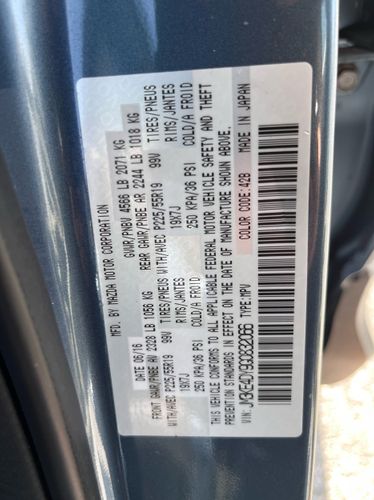 MFD. BY MAZDA MOTOR CORPORATION
GVWR/PNBV 4566 LB 2071 KG
DATE: 06/16
FRONT GAWR/PNBE AV 2328 LB 1056 KG
REAR GAWR/PNBE AR 2244 LB 1018 KG
WITH/AVEC P225/55R19 99V TIRES/PNEUS
WITH/AVEC P225/55R19 99V TIRES/PNEUS
19X7J RIMS/JANTES
19X7J RIMS/JANTES
250 KPA/36 PSI COLD/A FROID
250 KPA/36 PSI COLD/A FROID
THIS VEHICLE CONFORMS TO ALL APPLICABLE FEDERAL MOTOR VEHICLE SAFETY AND THEFT
PREVENTION STANDARDS IN EFFECT ON THE DATE OF MANUFACTURE SHOWN ABOVE.
TYPE: MPV
COLOR CODE: 42B
MADE IN JAPAN